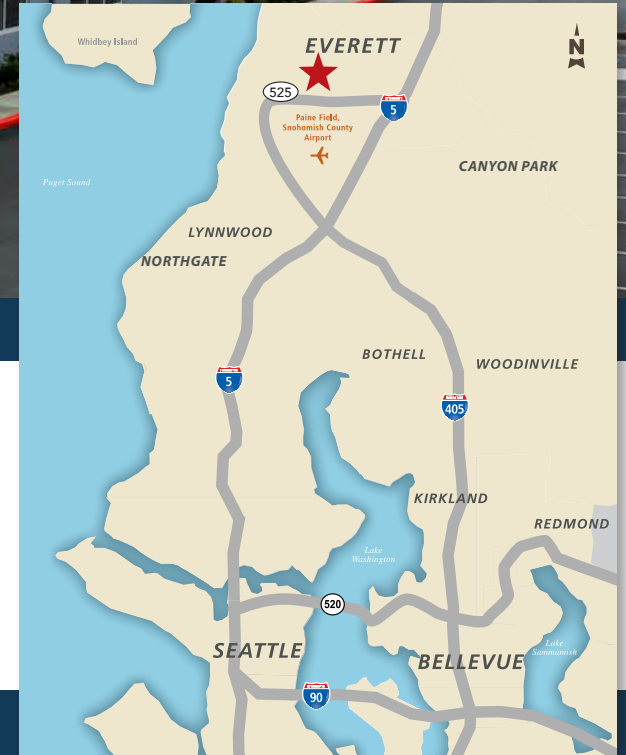 Whidbey Island
EVERETT
N
525
5
Paine Field,
Snohomish County
Airport
CANYON PARK
Puget Sound
LYNNWOOD
NORTHGATE
BOTHELL
WOODINVILLE
5
405
KIRKLAND
REDMOND
Lake
Washington
520
SEATTLE
Lake
Sammamish
BELLEVUE
90